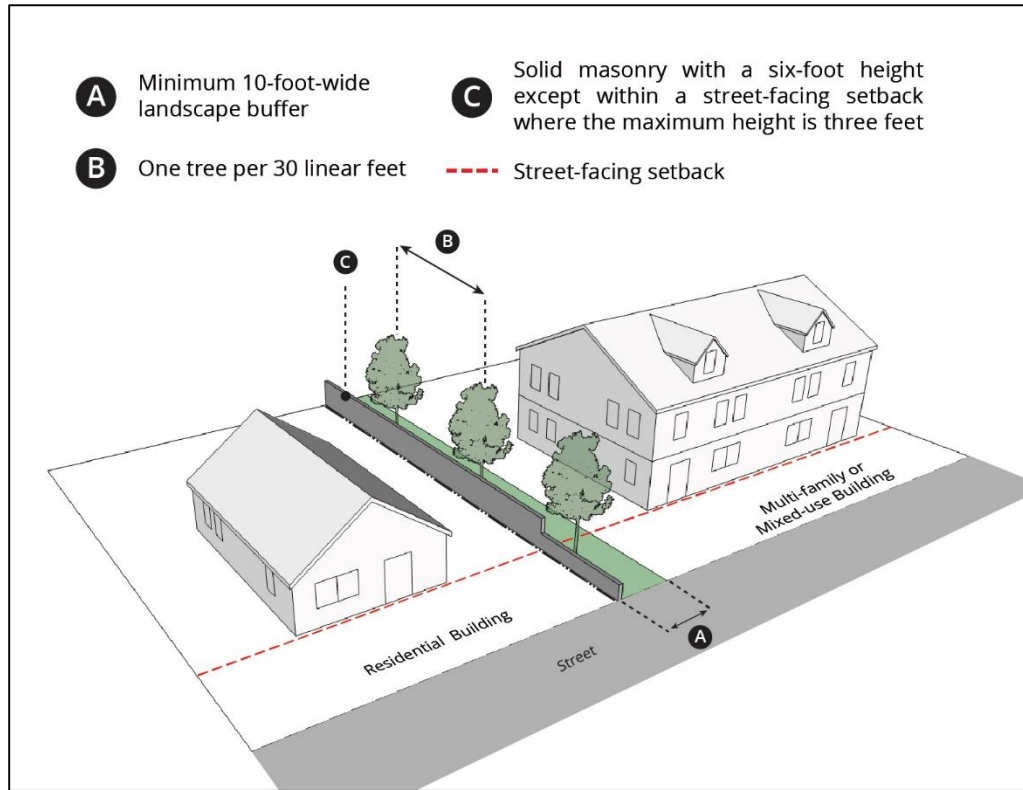 A
Minimum 10-foot-wide
landscape buffer
B
One tree per 30 linear feet
C
Solid masonry with a six-foot height
except within a street-facing setback
where the maximum height is three feet
Street-facing setback
B
C
Multi-family or
Mixed-use Building
Residential Building
Street
A